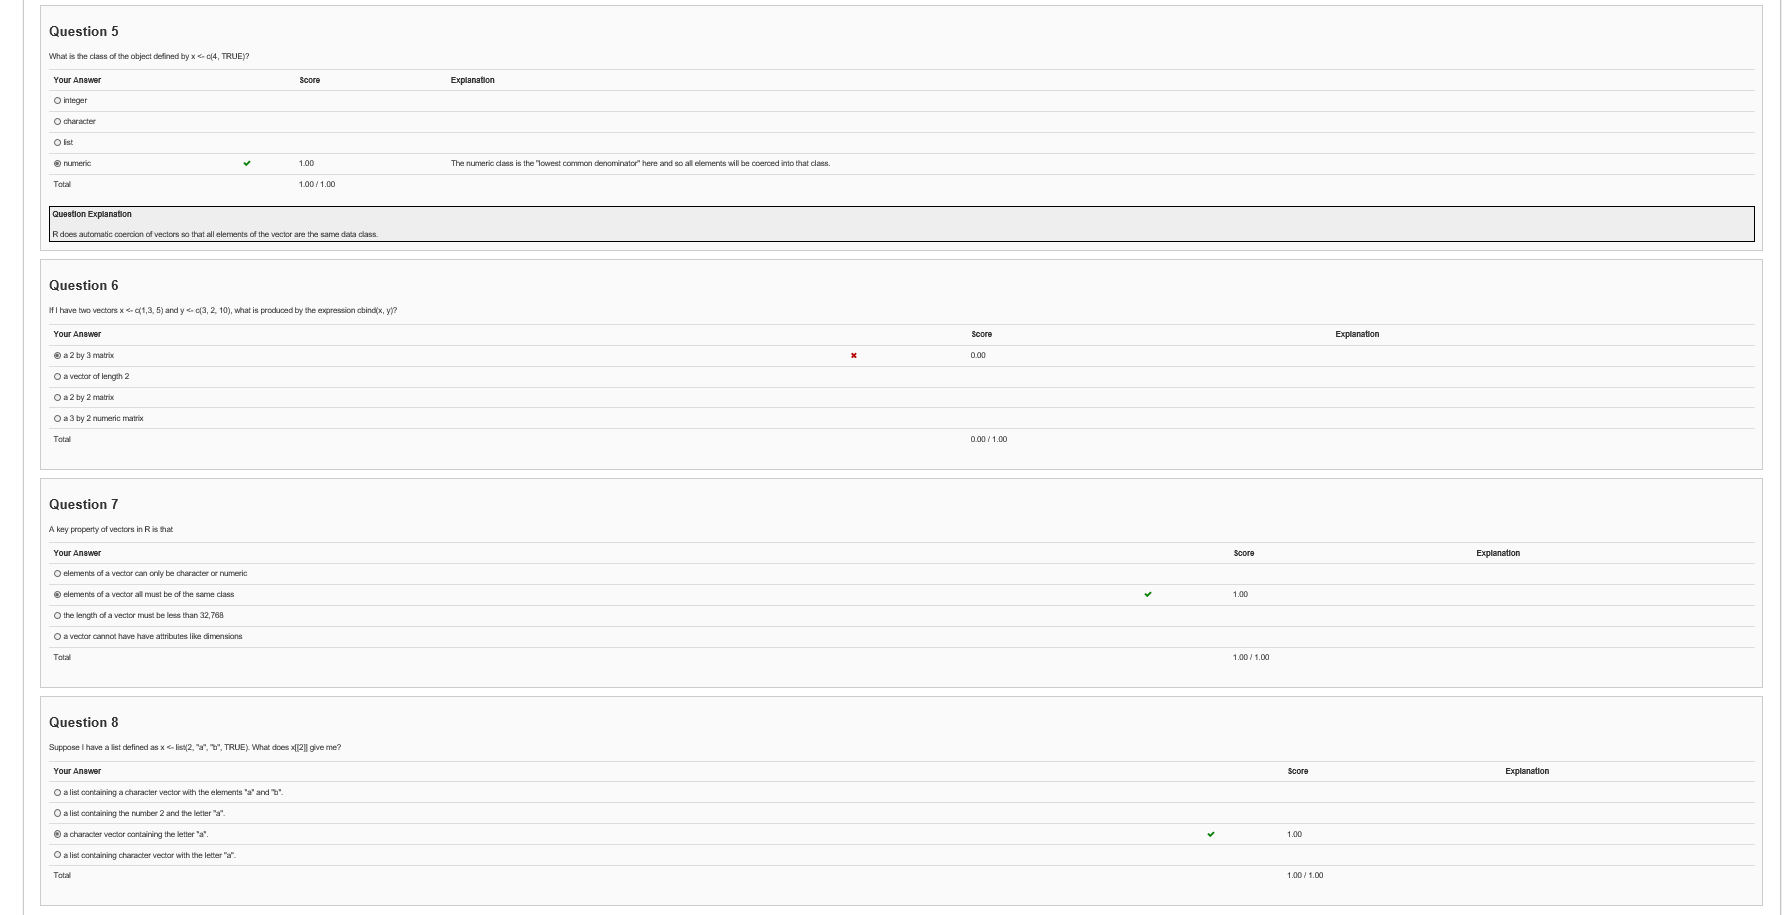 Question 5
What is the class of the object defined by x <- c(4, TRUE)?
Your Answer Score Explanation
integer
character
list
numeric 1.00 The numeric class is the "lowest common denominator" here and so all elements will be coerced into that class.
Total 1.00 / 1.00
Question Explanation
R does automatic coercion of vectors so that all elements of the vector are the same data class.
Question 6
If I have two vectors x <- c(1,3, 5) and y <- c(3, 2, 10), what is produced by the expression cbind(x, y)?
Your Answer Score Explanation
a 2 by 3 matrix 0.00
a vector of length 2
a 2 by 2 matrix
a 3 by 2 numeric matrix
Total 0.00 / 1.00
Question 7
A key property of vectors in R is that
Your Answer Score Explanation
elements of a vector can only be character or numeric
elements of a vector all must be of the same class 1.00
the length of a vector must be less than 32,768
a vector cannot have have attributes like dimensions
Total 1.00 / 1.00
Question 8
Suppose I have a list defined as x <- list(2, "a", "b", TRUE). What does x[[2]] give me?
Your Answer Score Explanation
a list containing a character vector with the elements "a" and "b".
a list containing the number 2 and the letter "a".
a character vector containing the letter "a". 1.00
a list containing character vector with the letter "a".
Total 1.00 / 1.00